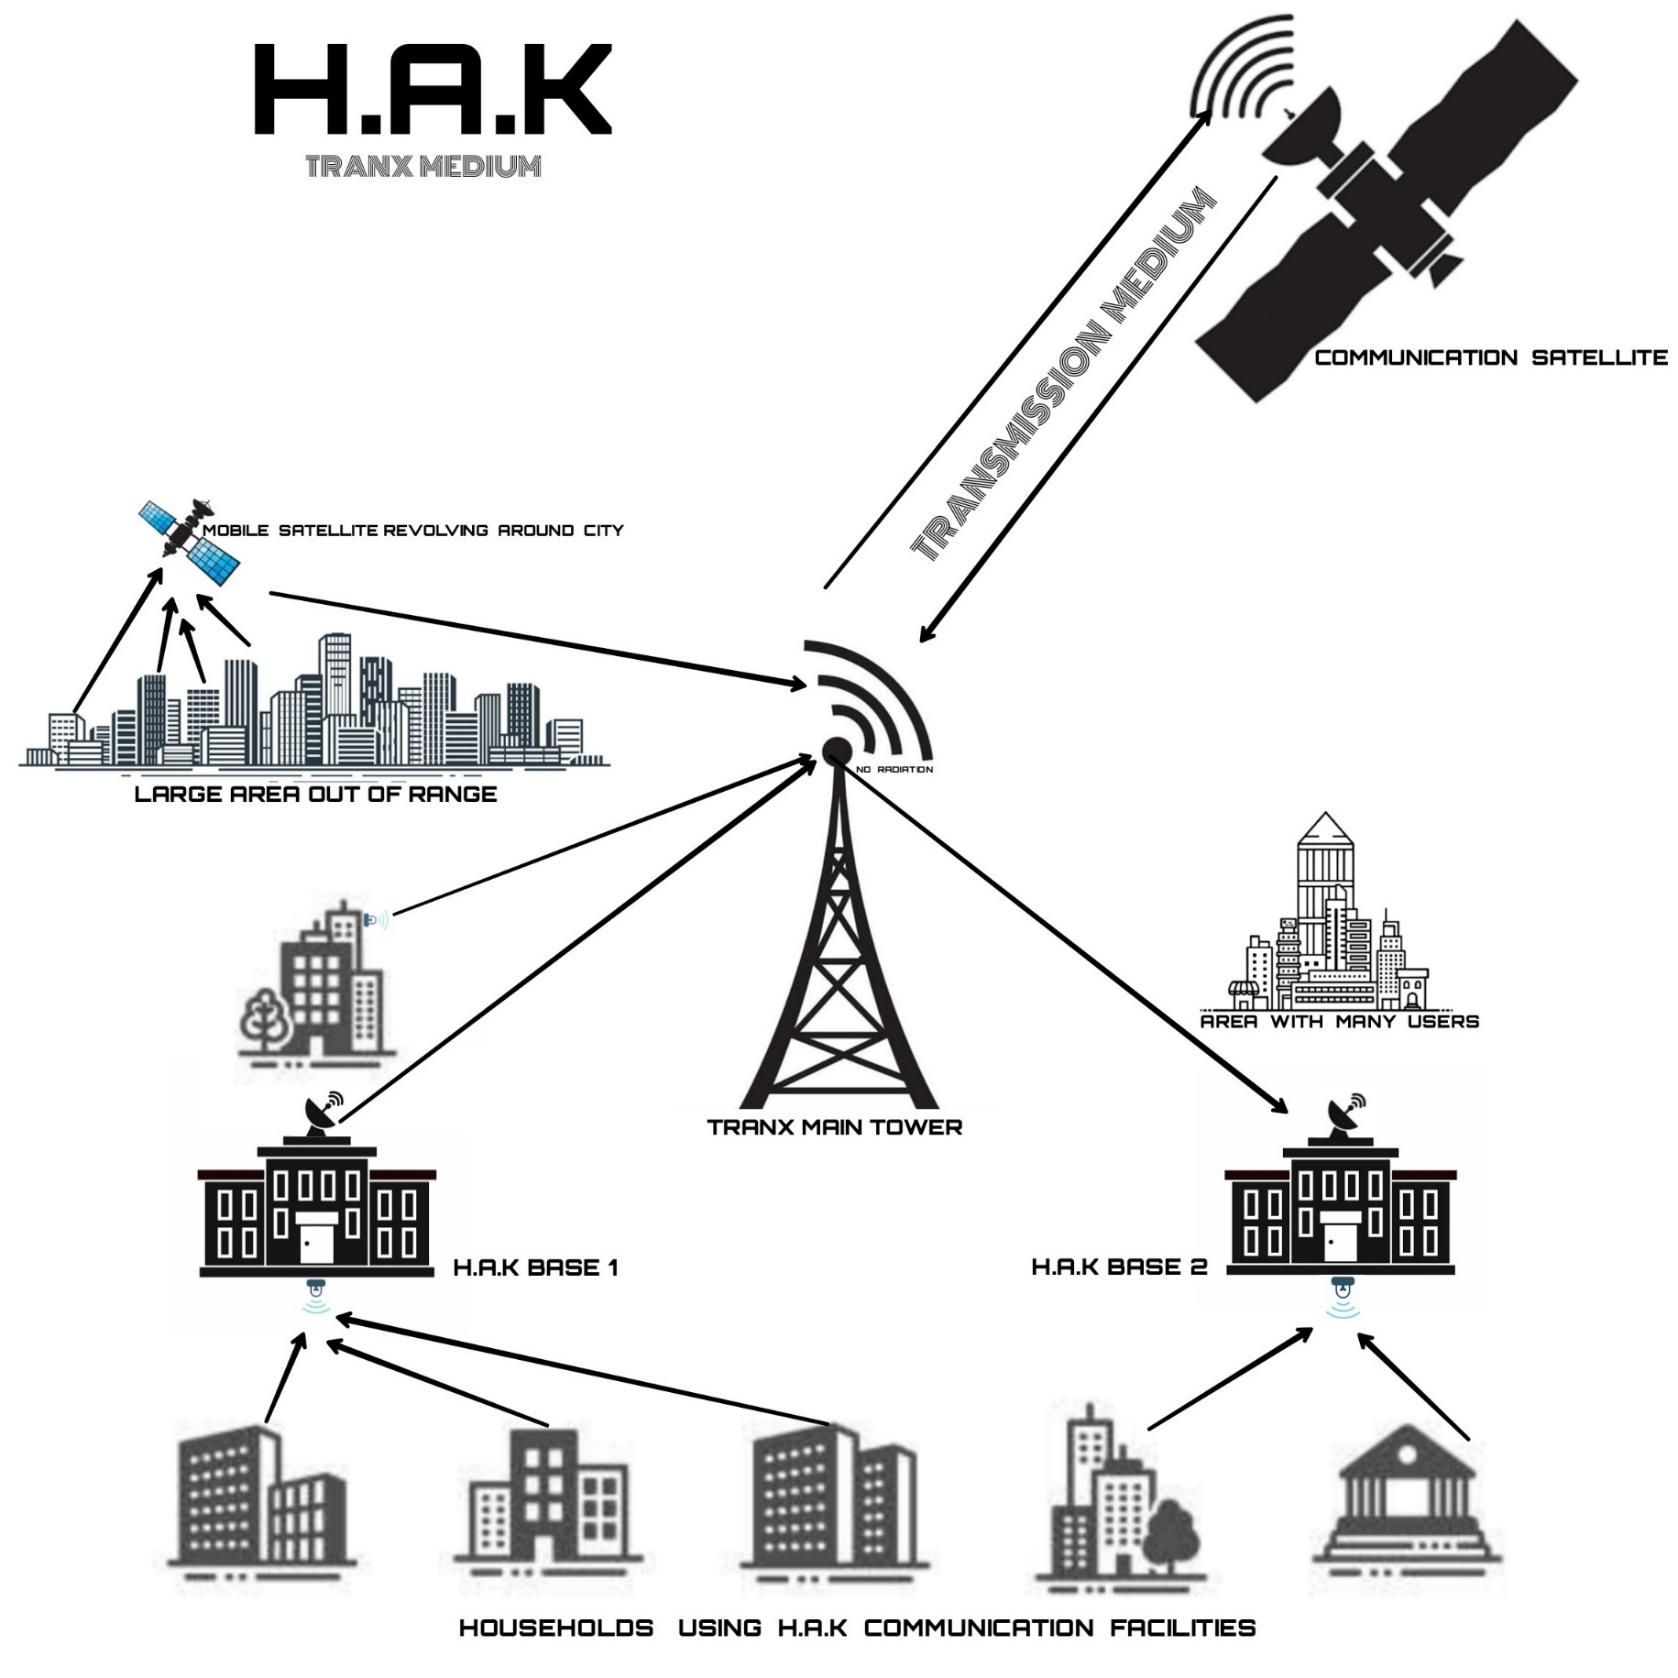 H.A.K
TRANX MEDIUM
TRANSMISSION MEDIUM
COMMUNICATION SATELLITE
MOBILE SATELLITE REVOLVING AROUND CITY
NO RADIATION
LARGE AREA OUT OF RANGE
AREA WITH MANY USERS
TRANX MAIN TOWER
H.A.K BASE 1
H.A.K BASE 2
HOUSEHOLDS USING H.A.K COMMUNICATION FACILITIES